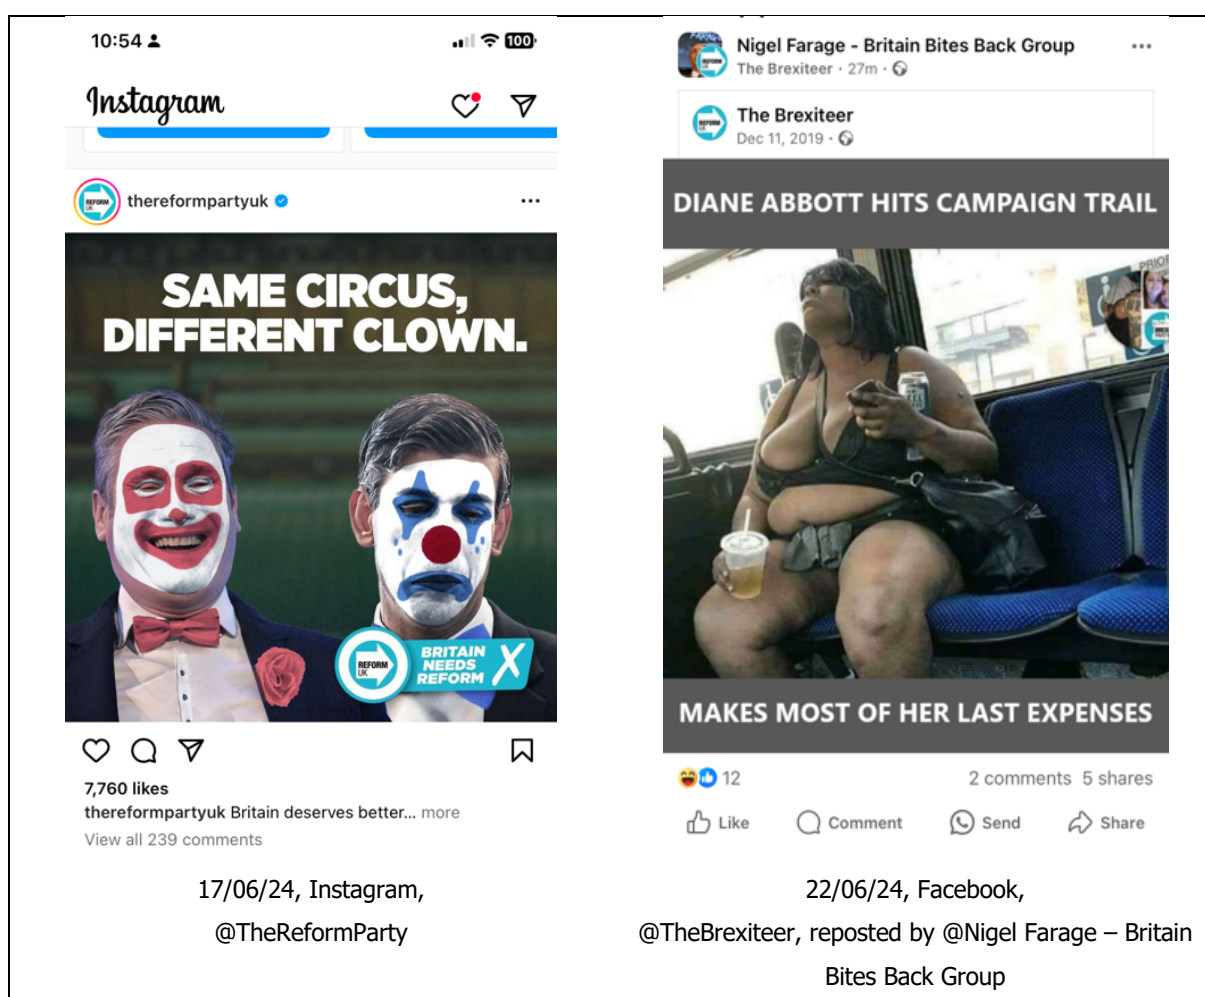 10:54
100
Instagram
thereformpartyuk
REFORM
UK
SAME CIRCUS,
DIFFERENT CLOWN.
REFORM
UK
BRITAIN
NEEDS
REFORM
7,760 likes
thereformpartyuk Britain deserves better... more
View all 239 comments
17/06/24, Instagram,
@TheReformParty
Nigel Farage - Britain Bites Back Group
The Brexiteer · 27m ·
REFORM
The Brexiteer
Dec 11, 2019 ·
REFORM
DIANE ABBOTT HITS CAMPAIGN TRAIL
MAKES MOST OF HER LAST EXPENSES
12
2 comments 5 shares
Like
Comment
Send
Share
22/06/24, Facebook,
@TheBrexiteer, reposted by @Nigel Farage – Britain
Bites Back Group